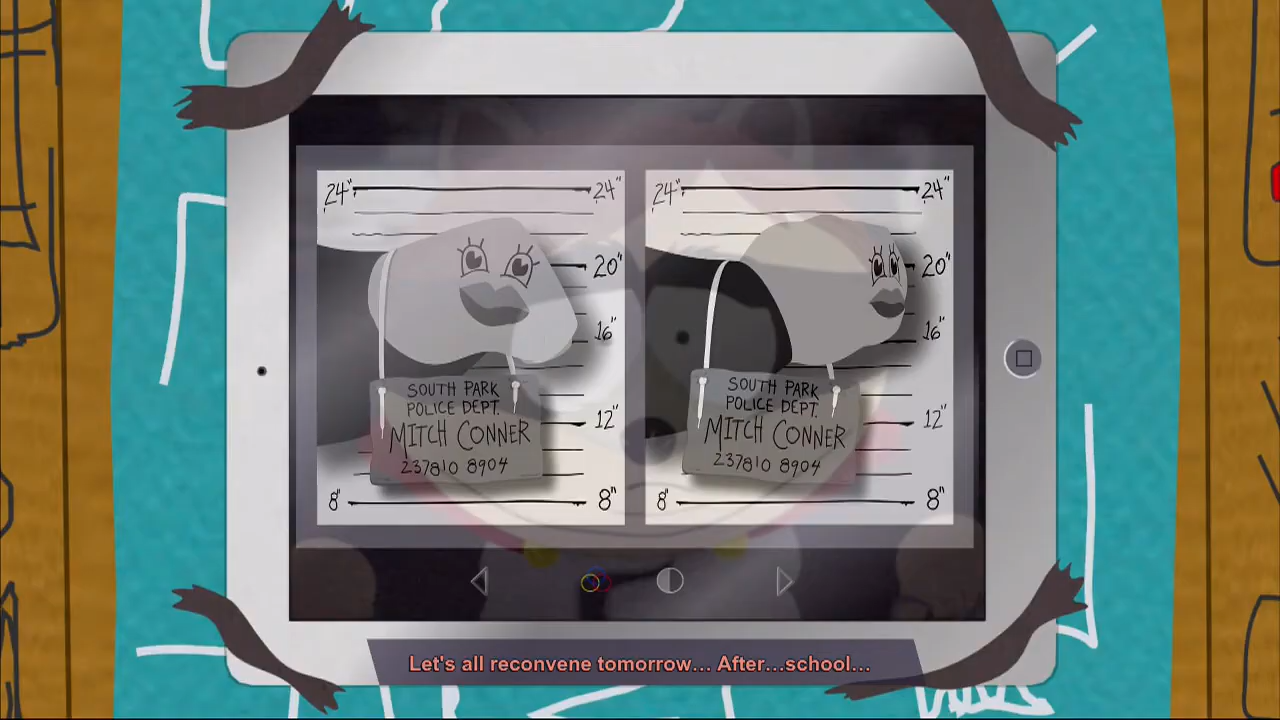 24" 24"
20"
16"
12"
8" 8"
SOUTH PARK
POLICE DEPT.
MITCH CONNER
237810 8904
24" 24"
20"
16"
12"
8" 8"
SOUTH PARK
POLICE DEPT.
MITCH CONNER
237810 8904
Let's all reconvene tomorrow... After...school...